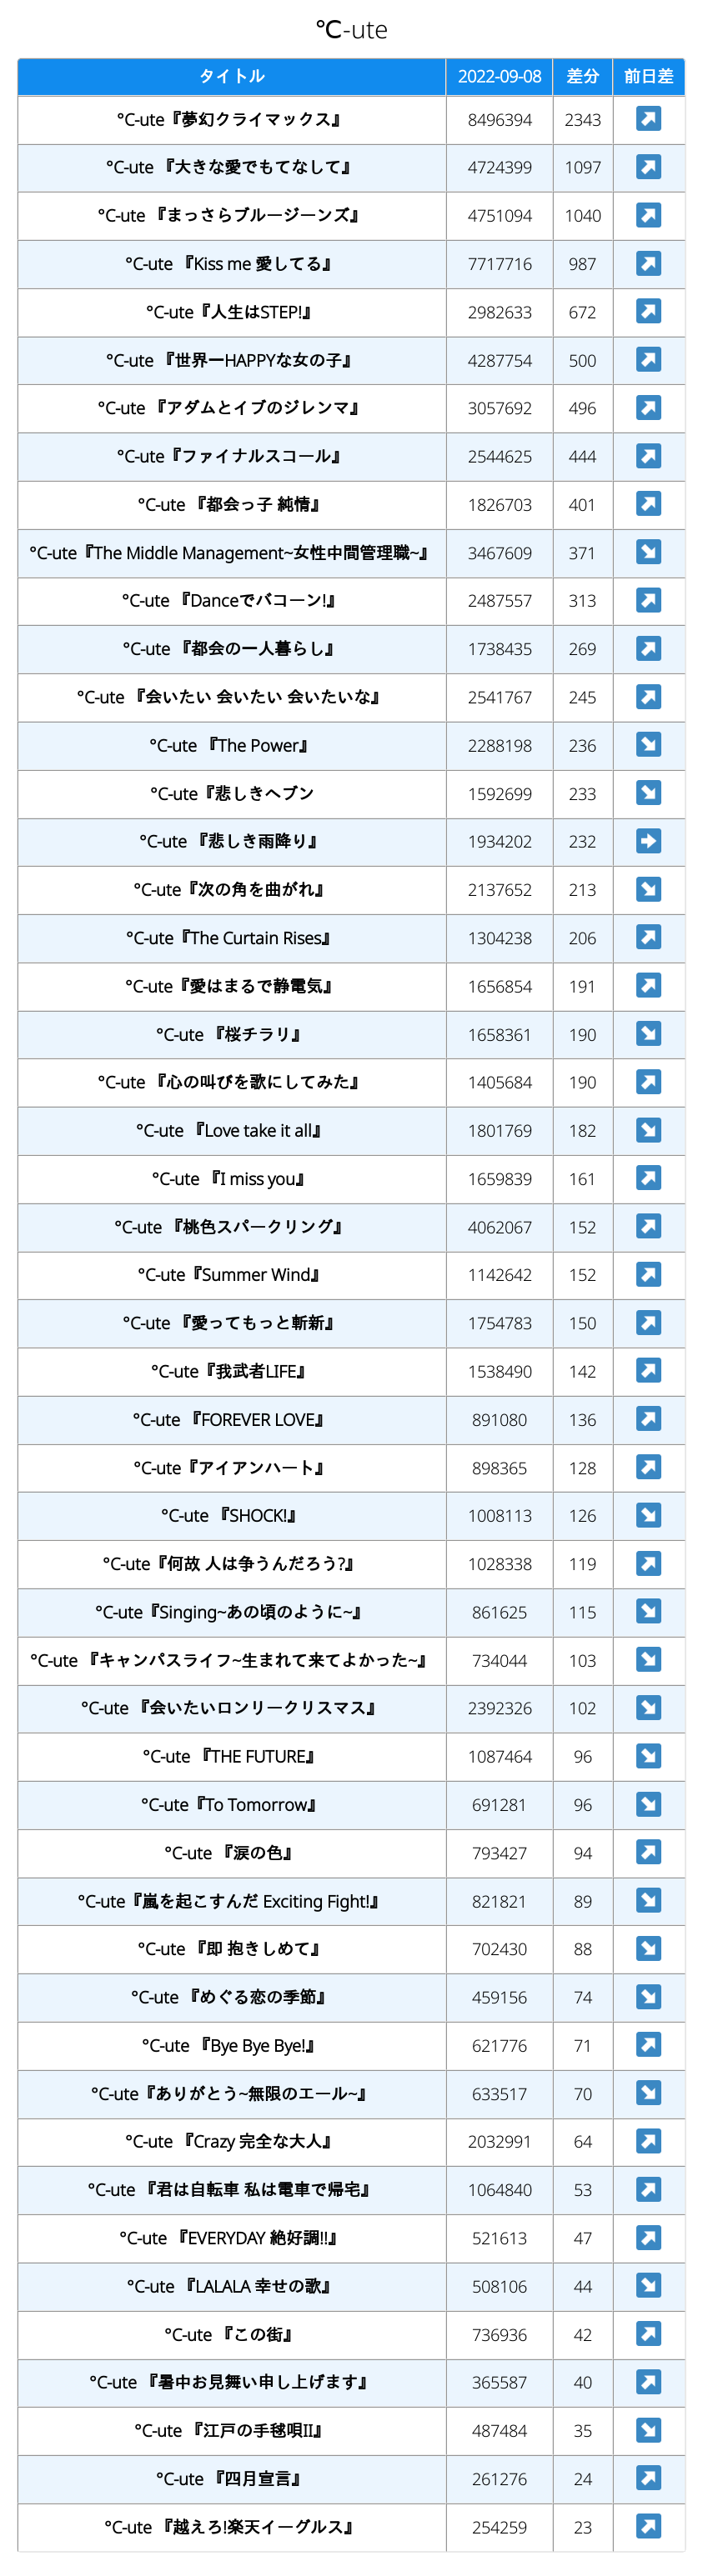 ℃-ute
タイトル 2022-09-08 差分 前日差
°C-ute『夢幻クライマックス』 8496394 2343 ↗
°C-ute 『大きな愛でもてなして』 4724399 1097 ↗
°C-ute 『まっさらブルージーンズ』 4751094 1040 ↗
°C-ute 『Kiss me 愛してる』 7717716 987 ↗
°C-ute『人生はSTEP!』 2982633 672 ↗
°C-ute 『世界一HAPPYな女の子』 4287754 500 ↗
°C-ute 『アダムとイブのジレンマ』 3057692 496 ↗
°C-ute『ファイナルスコール』 2544625 444 ↗
°C-ute 『都会っ子 純情』 1826703 401 ↗
°C-ute『The Middle Management~女性中間管理職~』 3467609 371 ↘
°C-ute 『Danceでバコーン!』 2487557 313 ↗
°C-ute 『都会の一人暮らし』 1738435 269 ↗
°C-ute 『会いたい 会いたい 会いたいな』 2541767 245 ↗
°C-ute 『The Power』 2288198 236 ↘
°C-ute『悲しきヘブン 1592699 233 ↘
°C-ute 『悲しき雨降り』 1934202 232 ➡
°C-ute『次の角を曲がれ』 2137652 213 ↘
°C-ute『The Curtain Rises』 1304238 206 ↗
°C-ute『愛はまるで静電気』 1656854 191 ↗
°C-ute 『桜チラリ』 1658361 190 ↘
°C-ute 『心の叫びを歌にしてみた』 1405684 190 ↗
°C-ute 『Love take it all』 1801769 182 ↘
°C-ute 『I miss you』 1659839 161 ↗
°C-ute 『桃色スパークリング』 4062067 152 ↗
°C-ute『Summer Wind』 1142642 152 ↗
°C-ute 『愛ってもっと斬新』 1754783 150 ↗
°C-ute『我武者LIFE』 1538490 142 ↗
°C-ute 『FOREVER LOVE』 891080 136 ↗
°C-ute『アイアンハート』 898365 128 ↗
°C-ute 『SHOCK!』 1008113 126 ↘
°C-ute『何故 人は争うんだろう?』 1028338 119 ↗
°C-ute『Singing~あの頃のように~』 861625 115 ↘
°C-ute 『キャンパスライフ~生まれて来てよかった~』 734044 103 ↘
°C-ute 『会いたいロンリークリスマス』 2392326 102 ↘
°C-ute 『THE FUTURE』 1087464 96 ↘
°C-ute『To Tomorrow』 691281 96 ↘
°C-ute 『涙の色』 793427 94 ↗
°C-ute『嵐を起こすんだ Exciting Fight!』 821821 89 ↘
°C-ute 『即 抱きしめて』 702430 88 ↘
°C-ute 『めぐる恋の季節』 459156 74 ↘
°C-ute 『Bye Bye Bye!』 621776 71 ↗
°C-ute『ありがとう~無限のエール~』 633517 70 ↘
°C-ute 『Crazy 完全な大人』 2032991 64 ↗
°C-ute 『君は自転車 私は電車で帰宅』 1064840 53 ↗
°C-ute 『EVERYDAY 絶好調!!』 521613 47 ↗
°C-ute 『LALALA 幸せの歌』 508106 44 ↘
°C-ute 『この街』 736936 42 ↗
°C-ute 『暑中お見舞い申し上げます』 365587 40 ↗
°C-ute 『江戸の手毬唄II』 487484 35 ↘
°C-ute 『四月宣言』 261276 24 ↗
°C-ute 『越えろ!楽天イーグルス』 254259 23 ↗